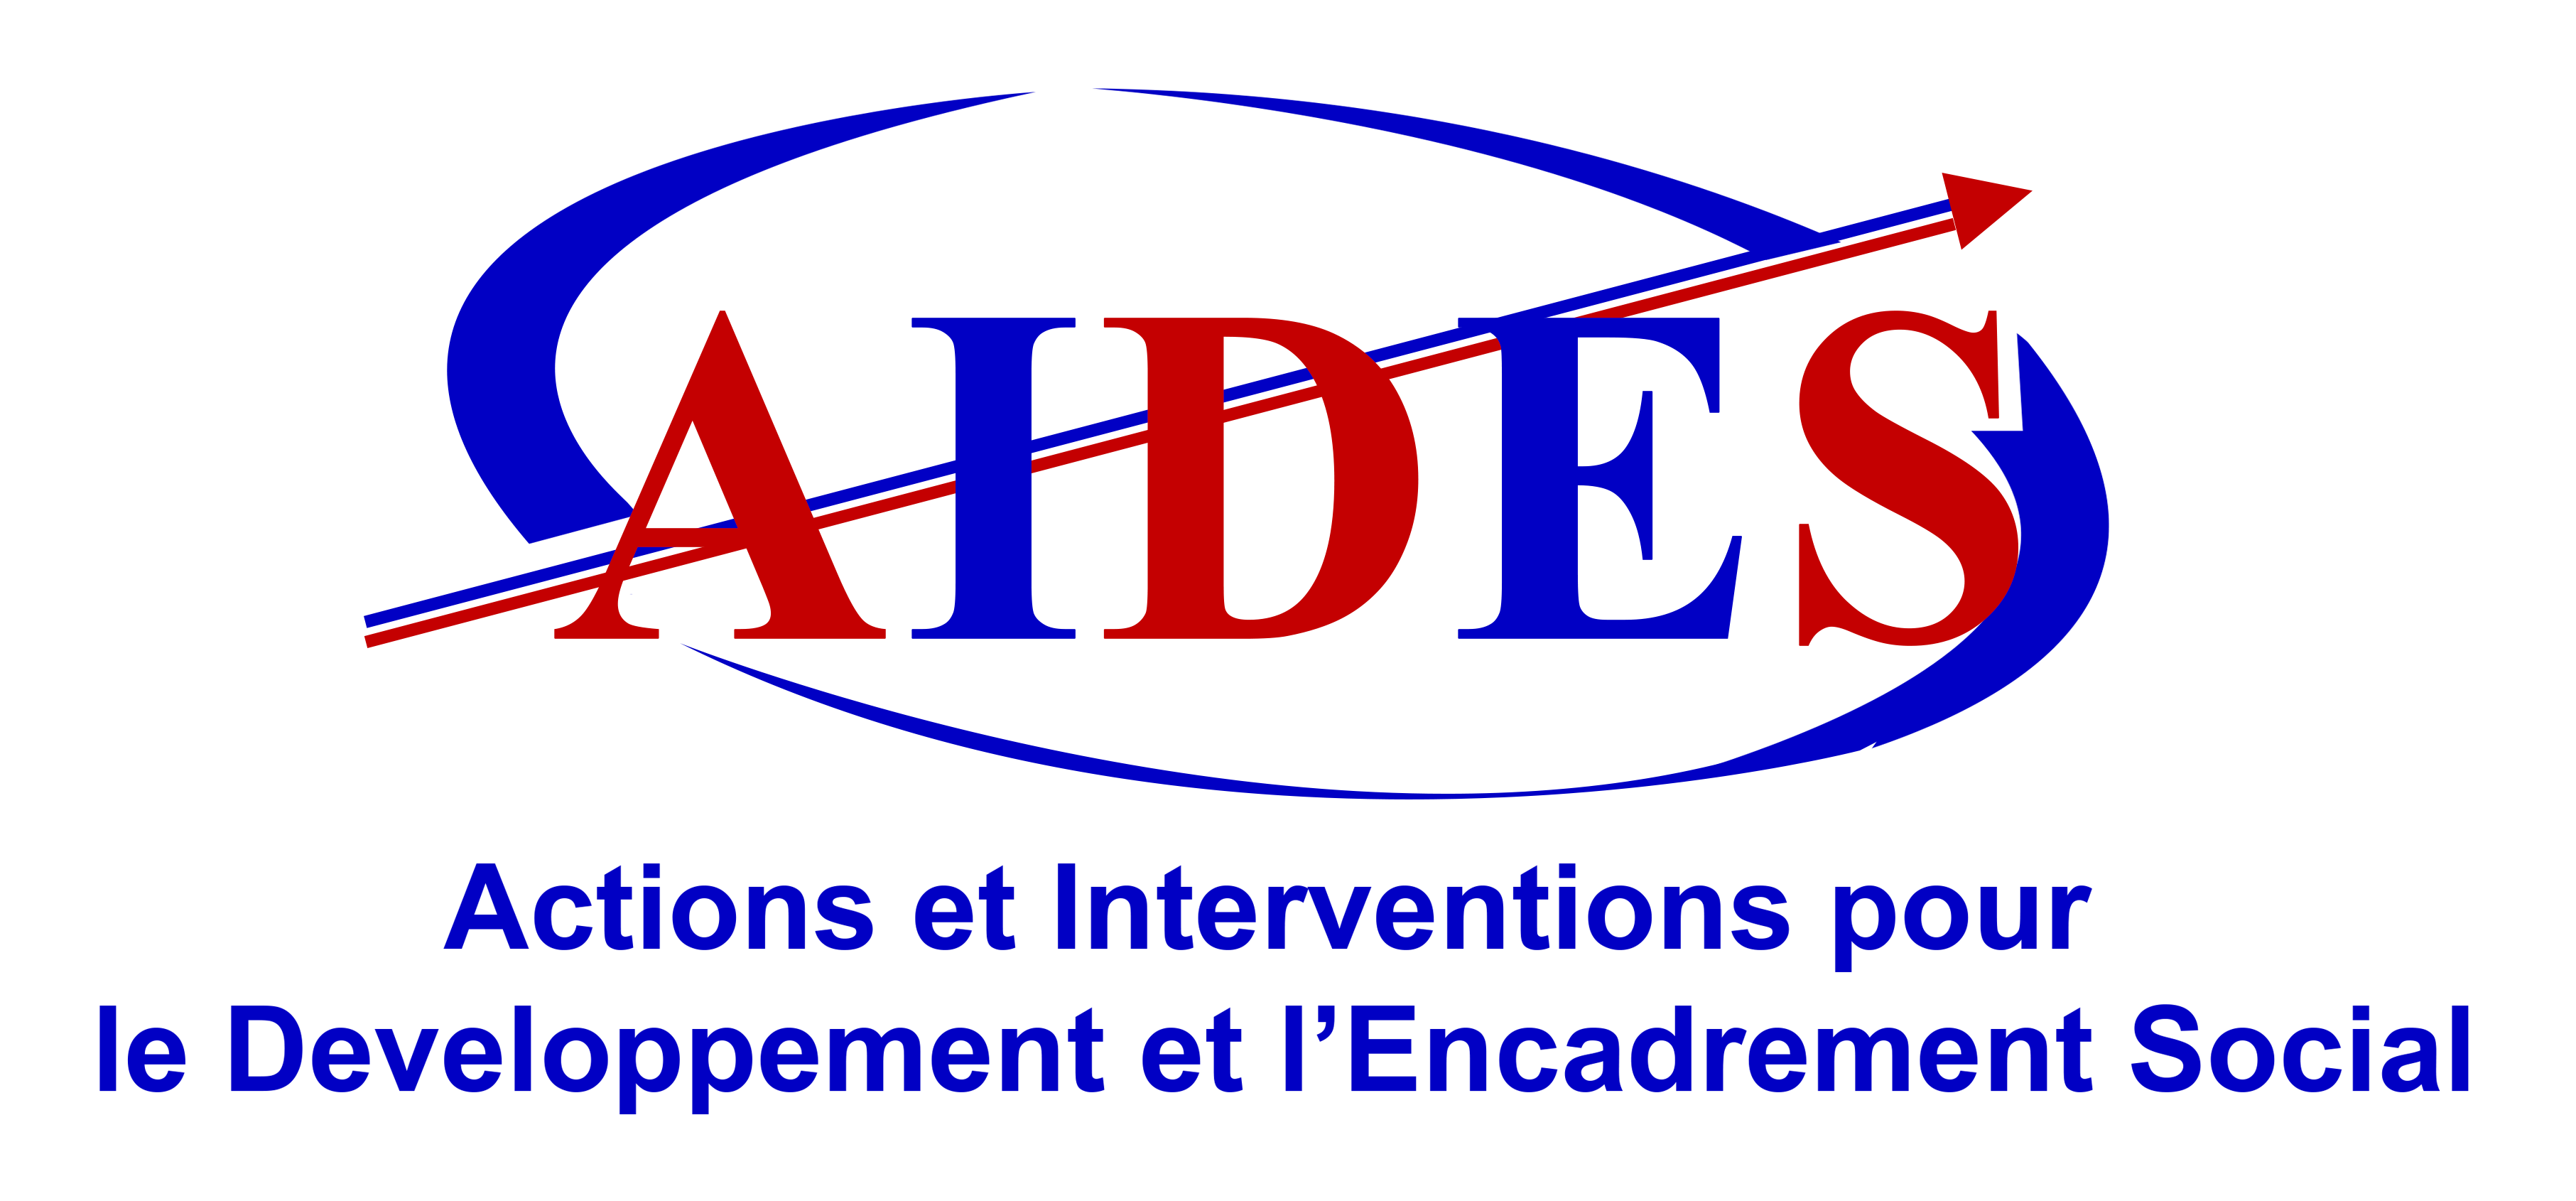 AIDES
Actions et Interventions pour
le Developpement et l’Encadrement Social